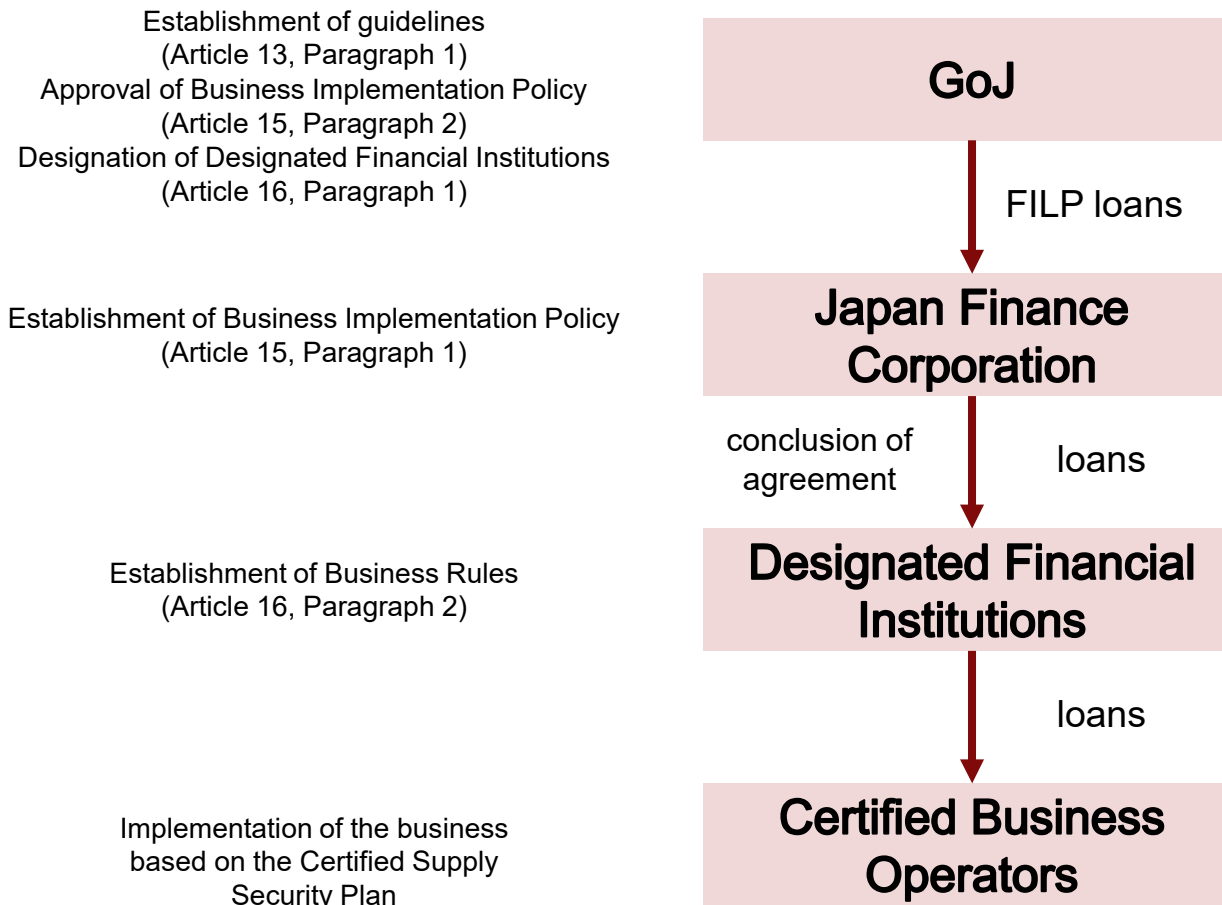 Establishment of guidelines
(Article 13, Paragraph 1)
Approval of Business Implementation Policy
(Article 15, Paragraph 2)
Designation of Designated Financial Institutions
(Article 16, Paragraph 1)
GoJ
FILP loans
Establishment of Business Implementation Policy
(Article 15, Paragraph 1)
Japan Finance
Corporation
conclusion of
agreement
loans
Establishment of Business Rules
(Article 16, Paragraph 2)
Designated Financial
Institutions
loans
Implementation of the business
based on the Certified Supply
Security Plan
Certified Business
Operators